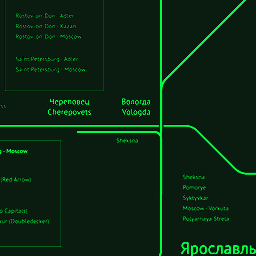 Rostov on Don - Adler
Rostov on Don - Kazan
Rostov on Don - Moscow
Saint Petersburg - Adler
Saint Petersburg - Moscow
Череповец
Cherepovets
Вологда
Vologda
Sheksna
- Moscow
(Red Arrow)
Capitals)
(Doubledecker)
Sheksna
Pomorye
Syktyvkar
Moscow - Vorkuta
Polyarnaya Strela
Ярославль